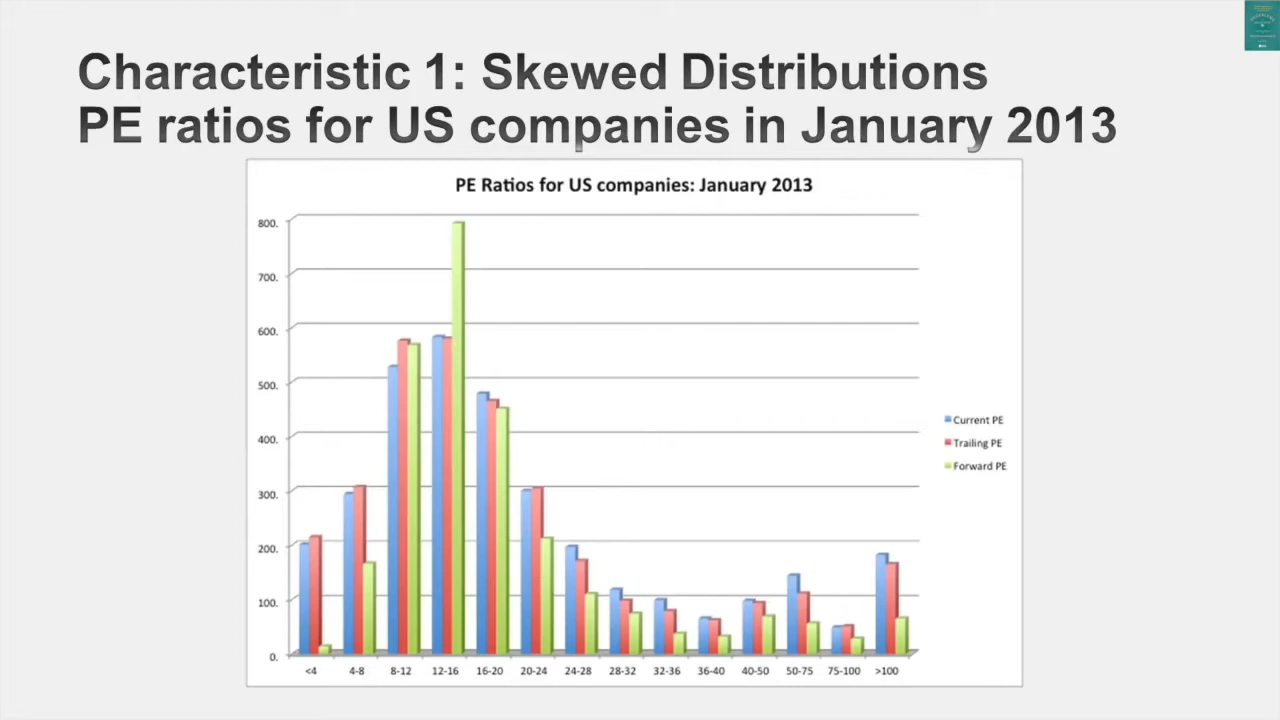 Characteristic 1: Skewed Distributions
PE ratios for US companies in January 2013
PE Ratios for US companies: January 2013
800.
700.
600.
500.
400.
300.
200.
100.
0.
<4 4-8 8-12 12-16 16-20 20-24 24-28 28-32 32-36 36-40 40-50 50-75 75-100 >100
Current PE
Trailing PE
Forward PE